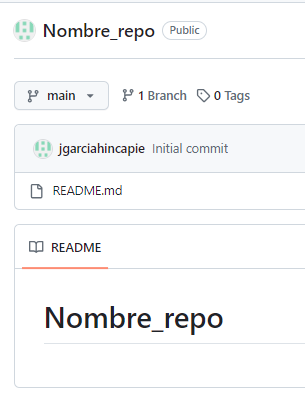 Nombre_repo Public
main 1 Branch 0 Tags
jgarciahincapie Initial commit
README.md
README
Nombre_repo